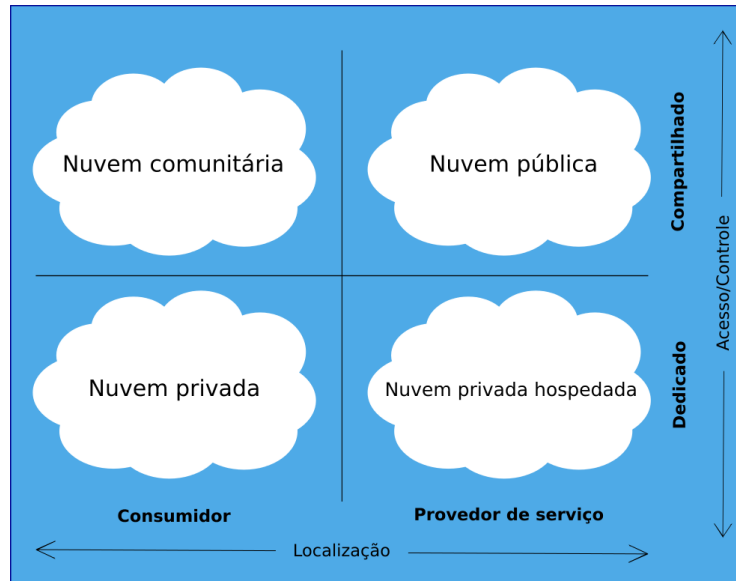 Nuvem comunitária
Nuvem pública
Compartilhado
Nuvem privada
Nuvem privada hospedada
Dedicado
Acesso/Controle
Consumidor
Provedor de serviço
Localização